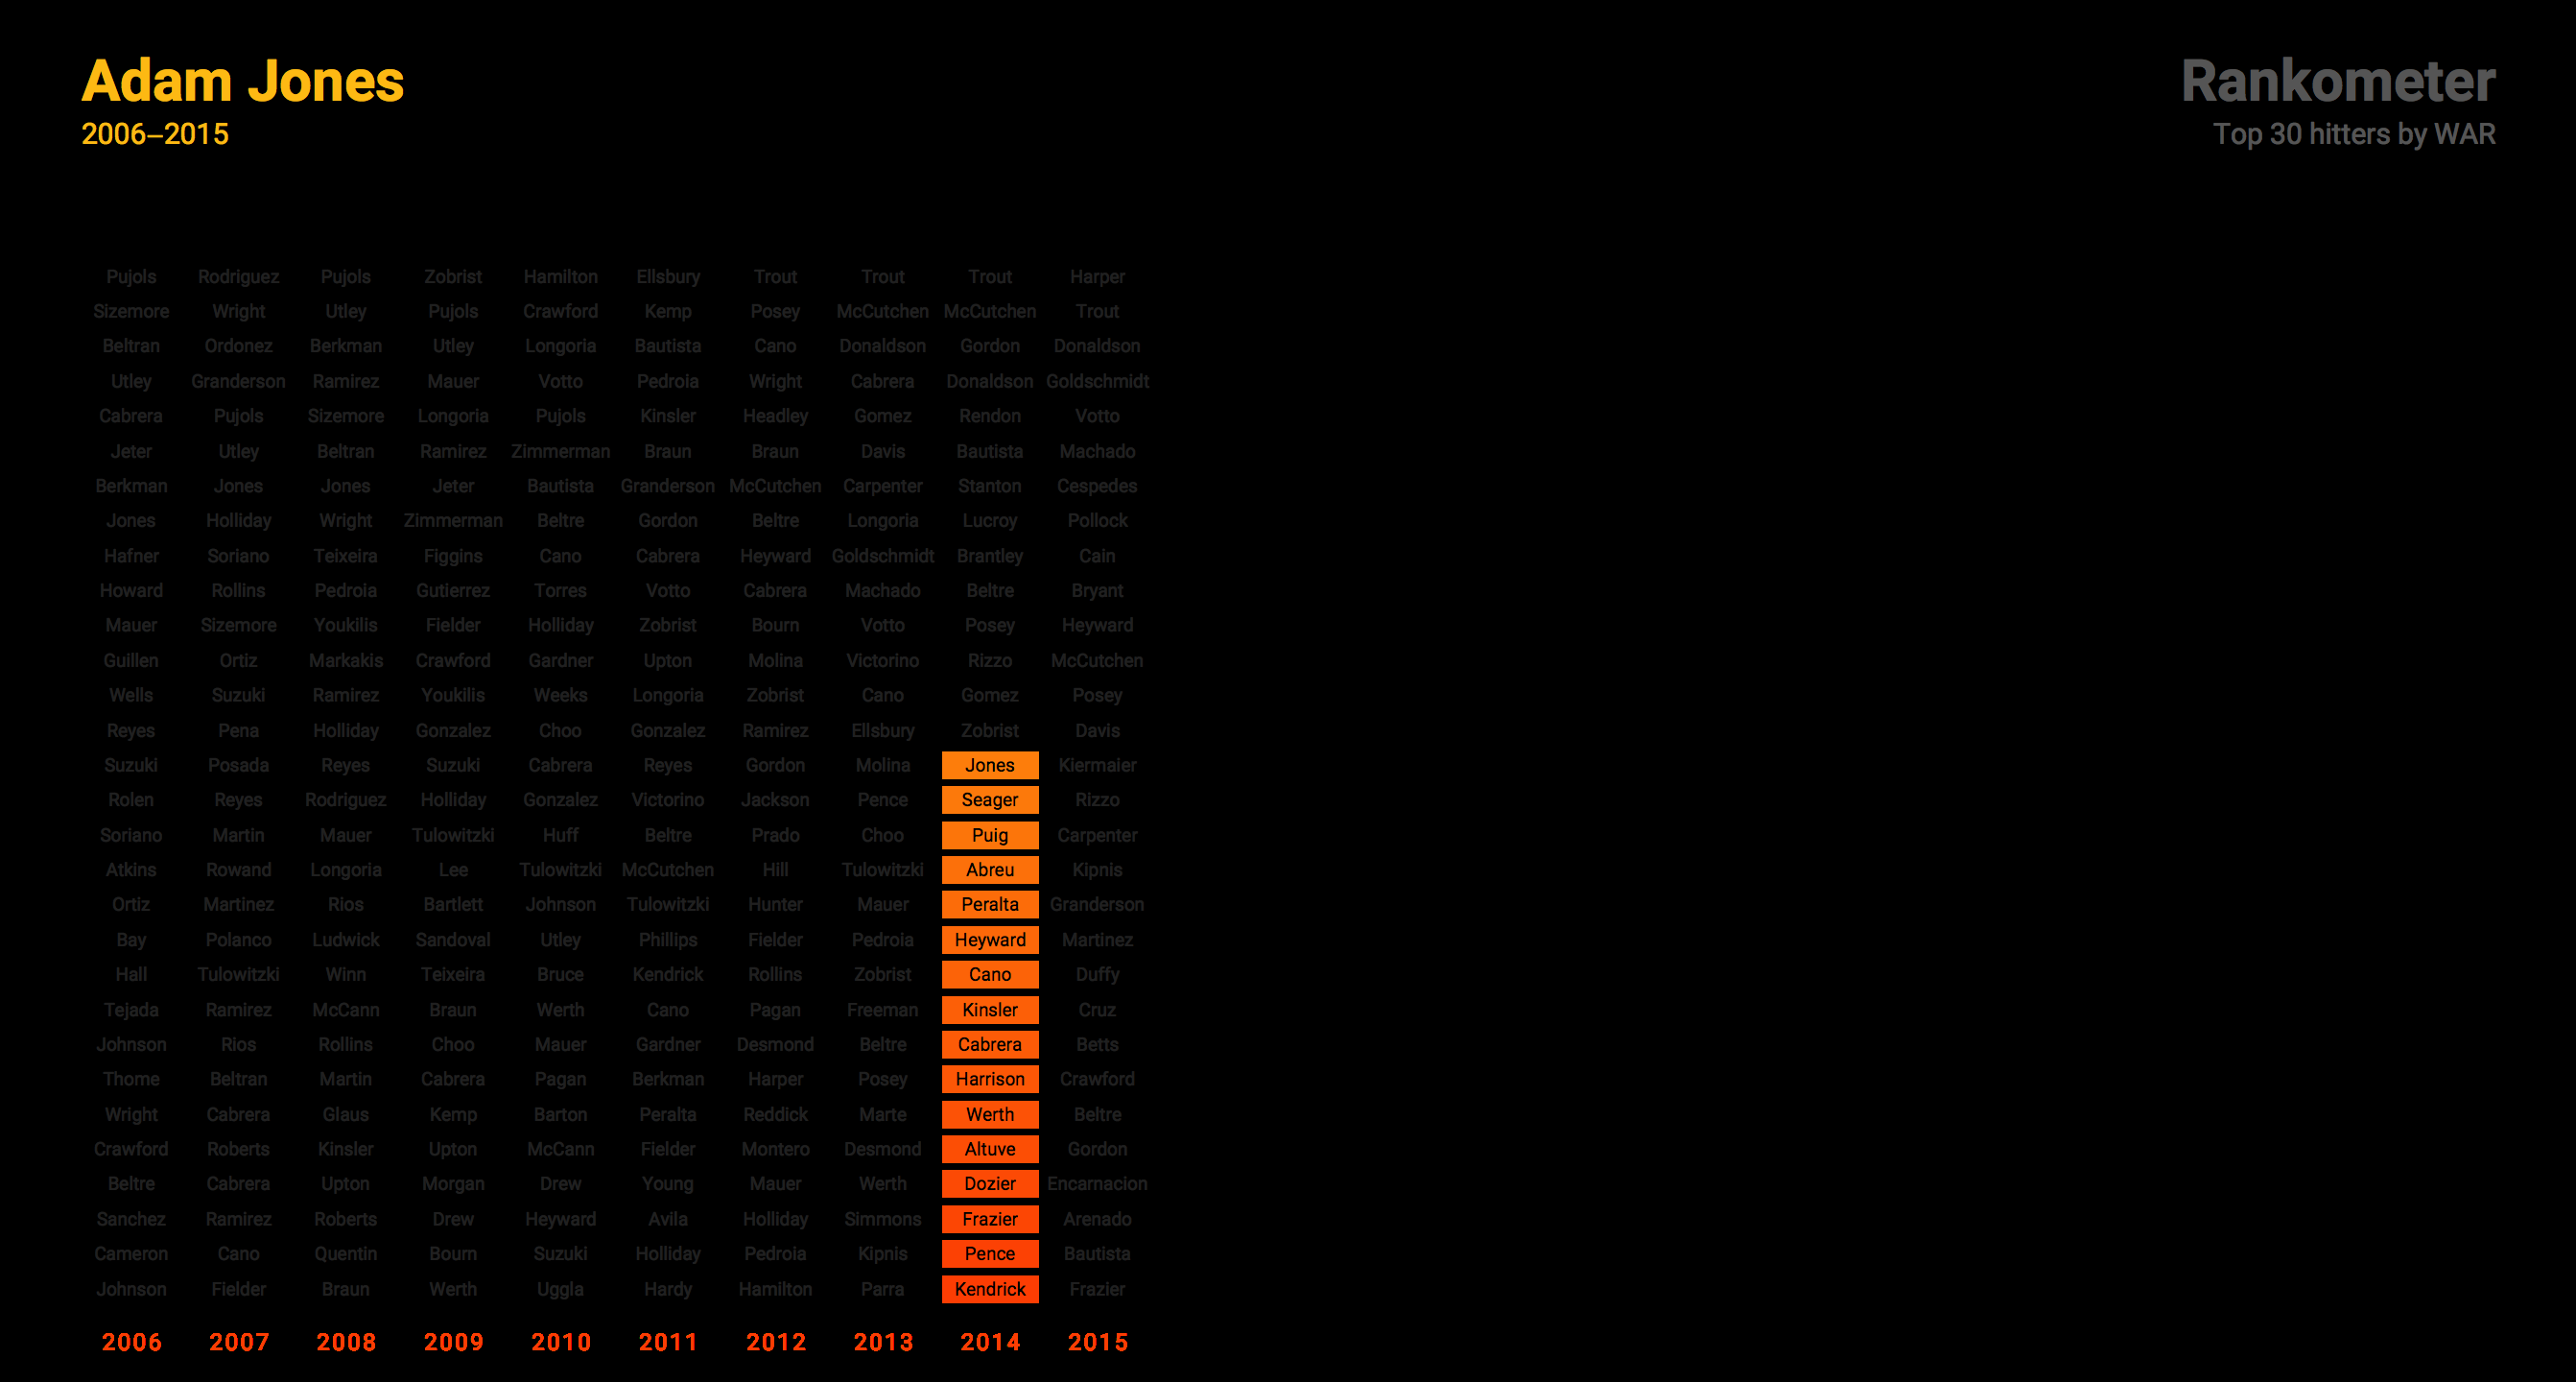 Adam Jones
2006–2015
Rankometer
Top 30 hitters by WAR
Pujols Rodriguez Pujols Zobrist Hamilton Ellsbury Trout Trout Trout Harper
Sizemore Wright Utley Pujols Crawford Kemp Posey McCutchen McCutchen Trout
Beltran Ordonez Berkman Utley Longoria Bautista Cano Donaldson Gordon Donaldson
Utley Granderson Ramirez Mauer Votto Pedroia Wright Cabrera Donaldson Goldschmidt
Cabrera Pujols Sizemore Longoria Pujols Kinsler Headley Gomez Rendon Votto
Jeter Utley Beltran Ramirez Zimmerman Braun Braun Davis Bautista Machado
Berkman Jones Jones Jeter Bautista Granderson McCutchen Carpenter Stanton Cespedes
Jones Holliday Wright Zimmerman Beltre Gordon Beltre Longoria Lucroy Pollock
Hafner Soriano Teixeira Figgins Cano Cabrera Heyward Goldschmidt Brantley Cain
Howard Rollins Pedroia Gutierrez Torres Votto Cabrera Machado Beltre Bryant
Mauer Sizemore Youkilis Fielder Holliday Zobrist Bourn Votto Posey Heyward
Guillen Ortiz Markakis Crawford Gardner Upton Molina Victorino Rizzo McCutchen
Wells Suzuki Ramirez Youkilis Weeks Longoria Zobrist Cano Gomez Posey
Reyes Pena Holliday Gonzalez Choo Gonzalez Ramirez Ellsbury Zobrist Davis
Suzuki Posada Reyes Suzuki Cabrera Reyes Gordon Molina Jones Kiermaier
Rolen Reyes Rodriguez Holliday Gonzalez Victorino Jackson Pence Seager Rizzo
Soriano Martin Mauer Tulowitzki Huff Beltre Prado Choo Puig Carpenter
Atkins Rowand Longoria Lee Tulowitzki McCutchen Hill Tulowitzki Abreu Kipnis
Ortiz Martinez Rios Bartlett Johnson Tulowitzki Hunter Mauer Peralta Granderson
Bay Polanco Ludwick Sandoval Utley Phillips Fielder Pedroia Heyward Martinez
Hall Tulowitzki Winn Teixeira Bruce Kendrick Rollins Zobrist Cano Duffy
Tejada Ramirez McCann Braun Werth Cano Pagan Freeman Kinsler Cruz
Johnson Rios Rollins Choo Mauer Gardner Desmond Beltre Cabrera Betts
Thome Beltran Martin Cabrera Pagan Berkman Harper Posey Harrison Crawford
Wright Cabrera Glaus Kemp Barton Peralta Reddick Marte Werth Beltre
Crawford Roberts Kinsler Upton McCann Fielder Montero Desmond Altuve Gordon
Beltre Cabrera Upton Morgan Drew Young Mauer Werth Dozier Encarnacion
Sanchez Ramirez Roberts Drew Heyward Avila Holliday Simmons Frazier Arenado
Cameron Cano Quentin Bourn Suzuki Holliday Pedroia Kipnis Pence Bautista
Johnson Fielder Braun Werth Uggla Hardy Hamilton Parra Kendrick Frazier
2006 2007 2008 2009 2010 2011 2012 2013 2014 2015